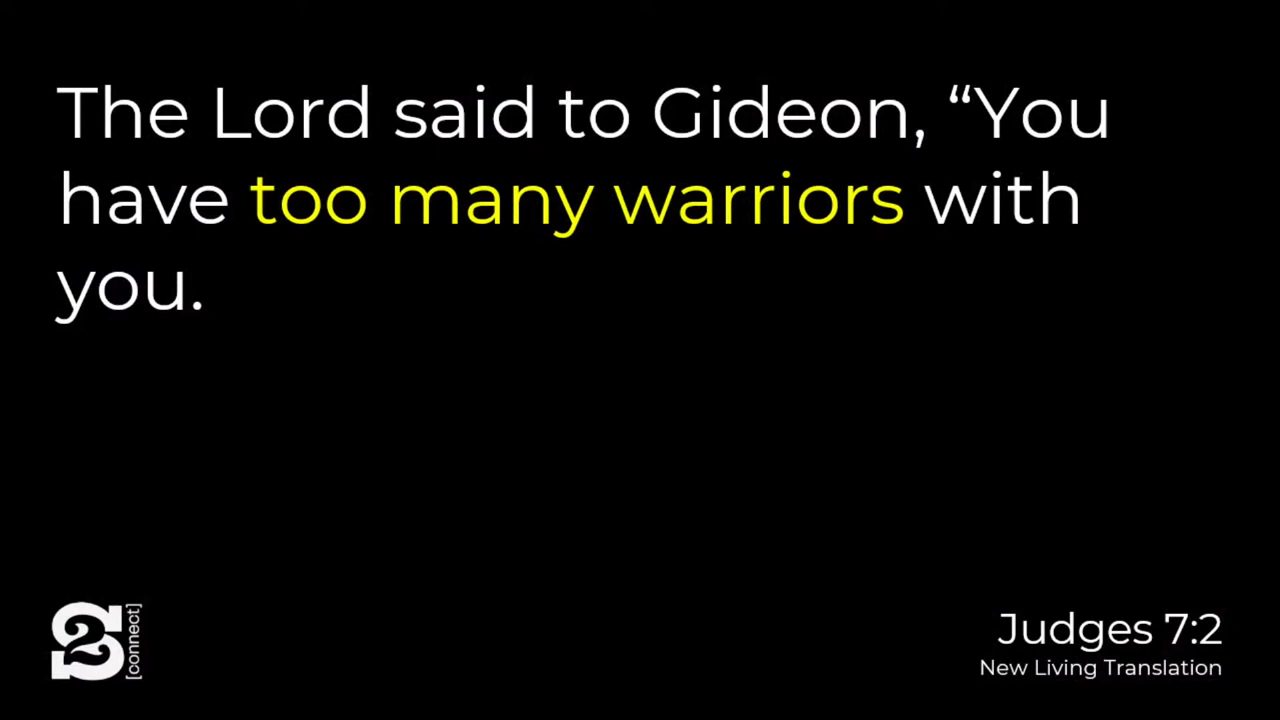 The Lord said to Gideon, “You
have too many warriors with
you.
S2
[connect]
Judges 7:2
New Living Translation